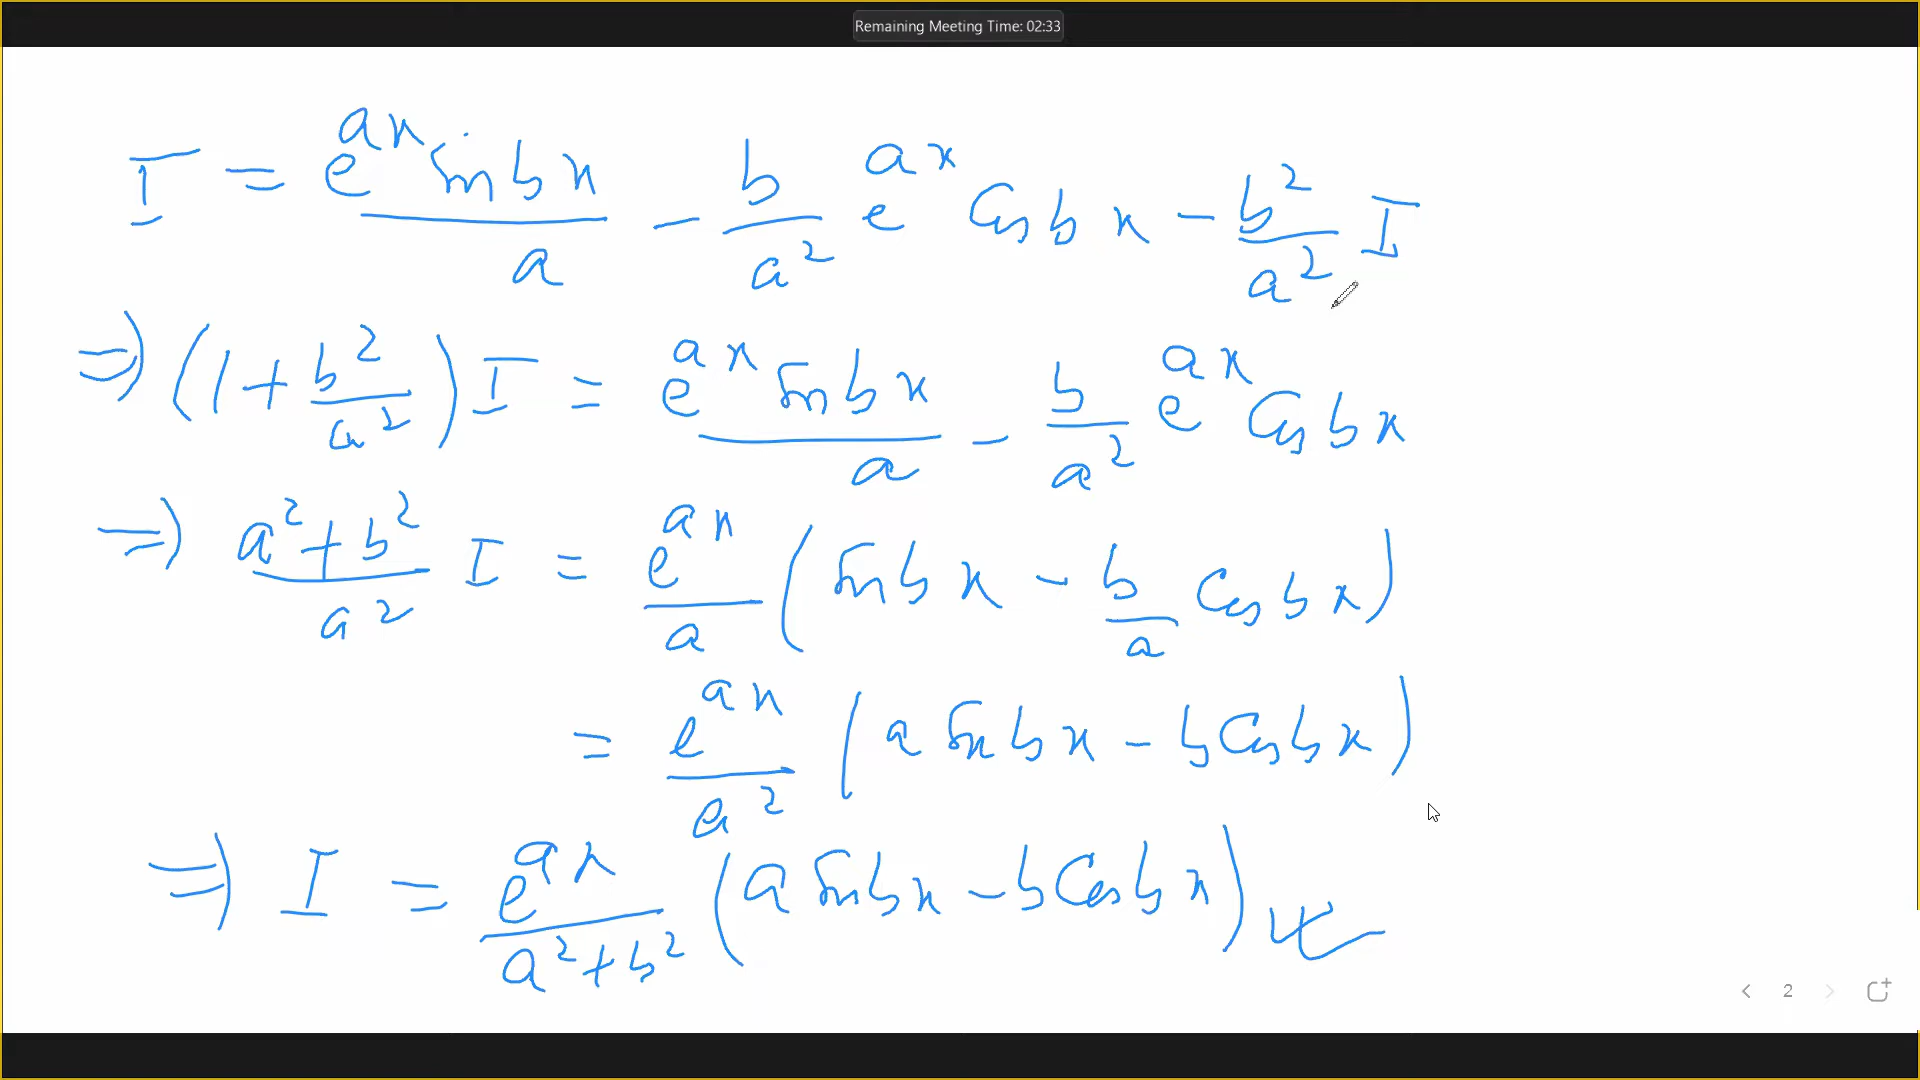 Remaining Meeting Time: 02:33
I = e^{ax} sin bx / a - b/a² e^{ax} Cos bx - b²/a² I
⇒ (1 + b²/a²) I = e^{ax} sin bx / a - b/a² e^{ax} Cos bx
⇒ (a² + b²)/a² I = e^{ax}/a (sin bx - b/a Cos bx)
= e^{ax}/a² (a sin bx - b Cos bx)
⇒ I = e^{ax}/(a² + b²) (a sin bx - b Cos bx)
2